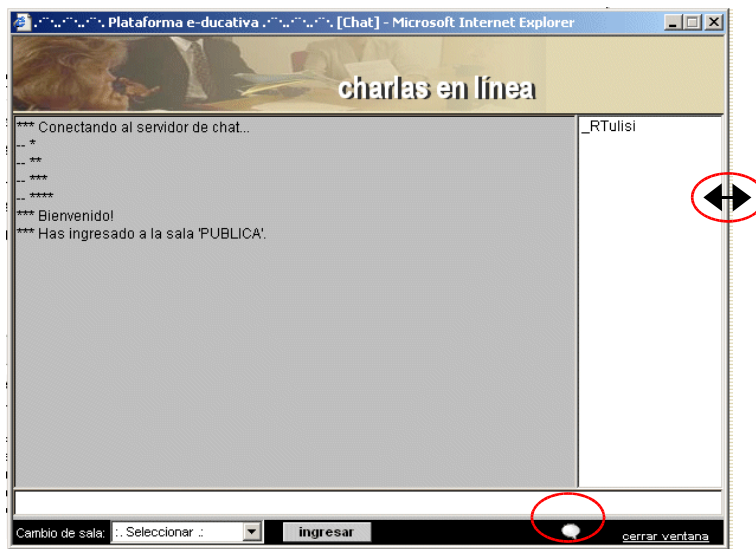 .·´¨`·..·´¨`·..·´¨`·. Plataforma e-ducativa .·´¨`·..·´¨`·..·´¨`·. [Chat] - Microsoft Internet Explorer
charlas en línea
*** Conectando al servidor de chat...
-- *
-- **
-- ***
-- ****
*** Bienvenido!
*** Has ingresado a la sala 'PUBLICA'.
_RTulisi
Cambio de sala: :. Seleccionar .: ingresar cerrar ventana